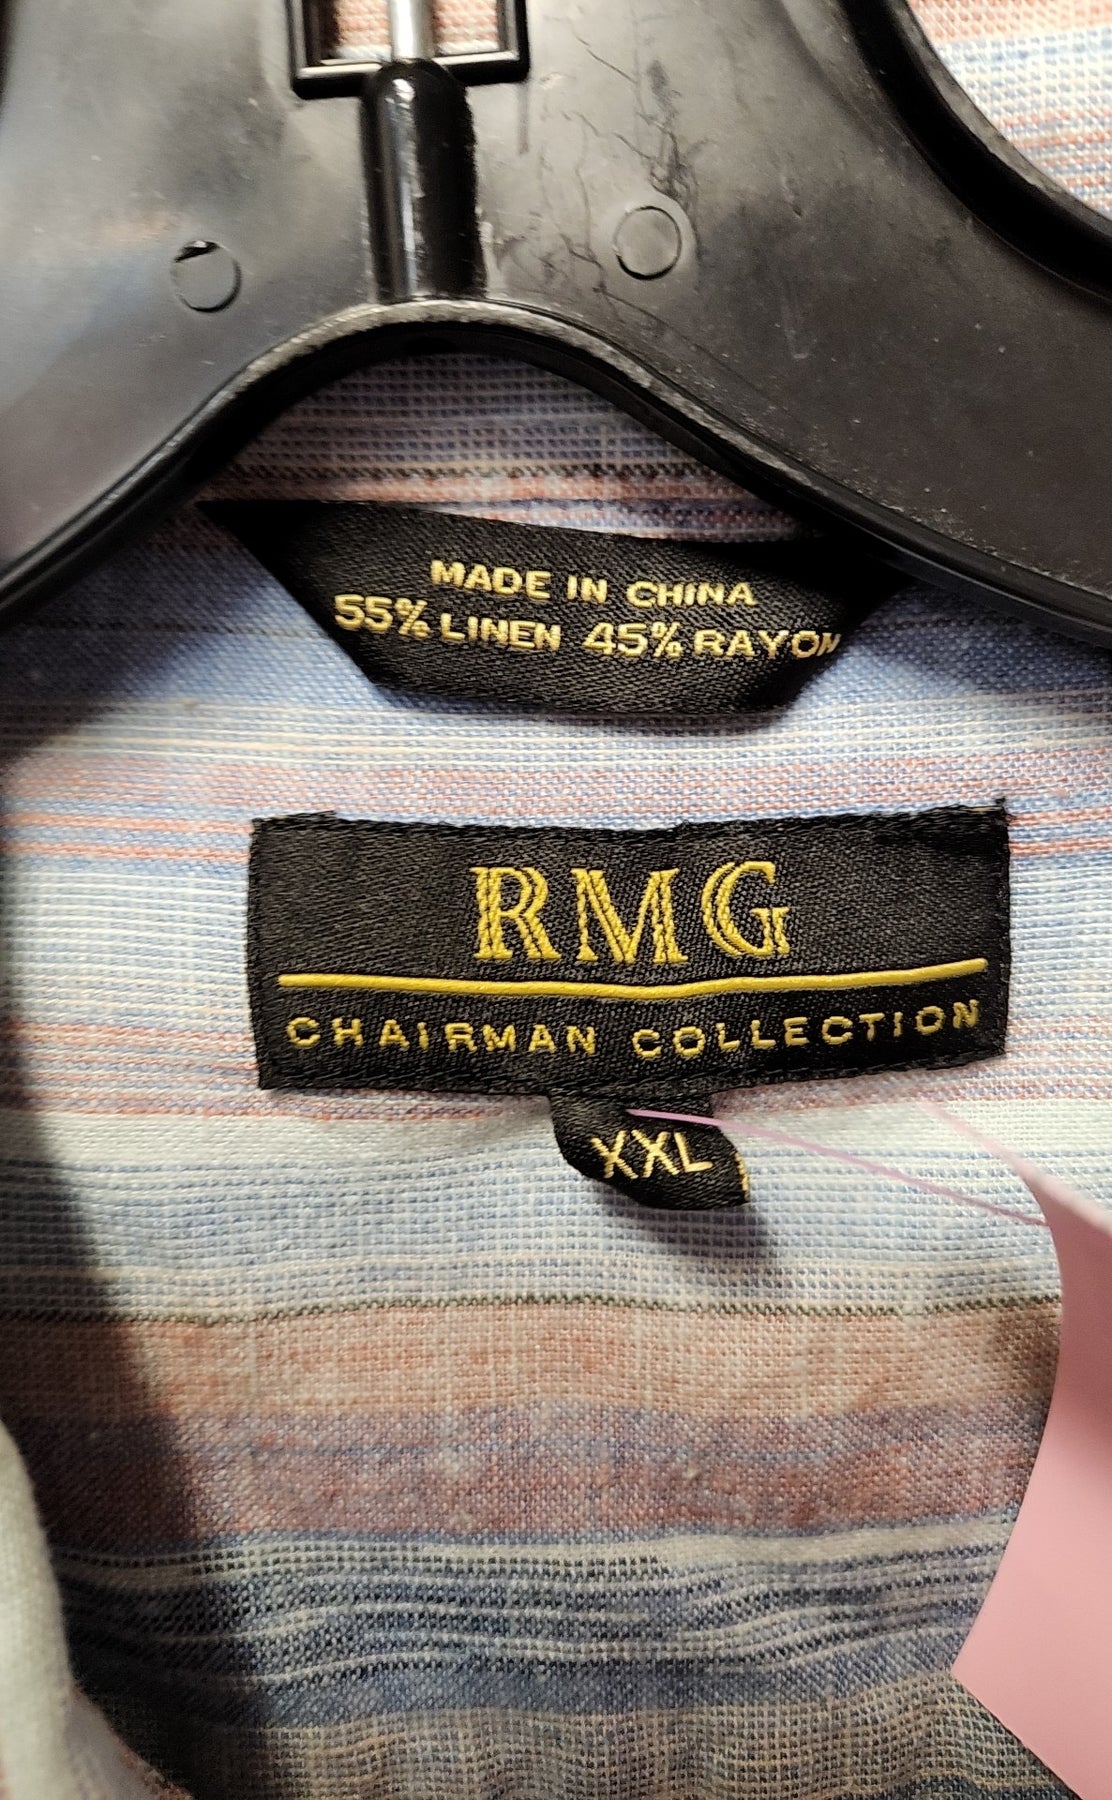 MADE IN CHINA
55% LINEN 45% RAYON
RMG
CHAIRMAN COLLECTION
XXL